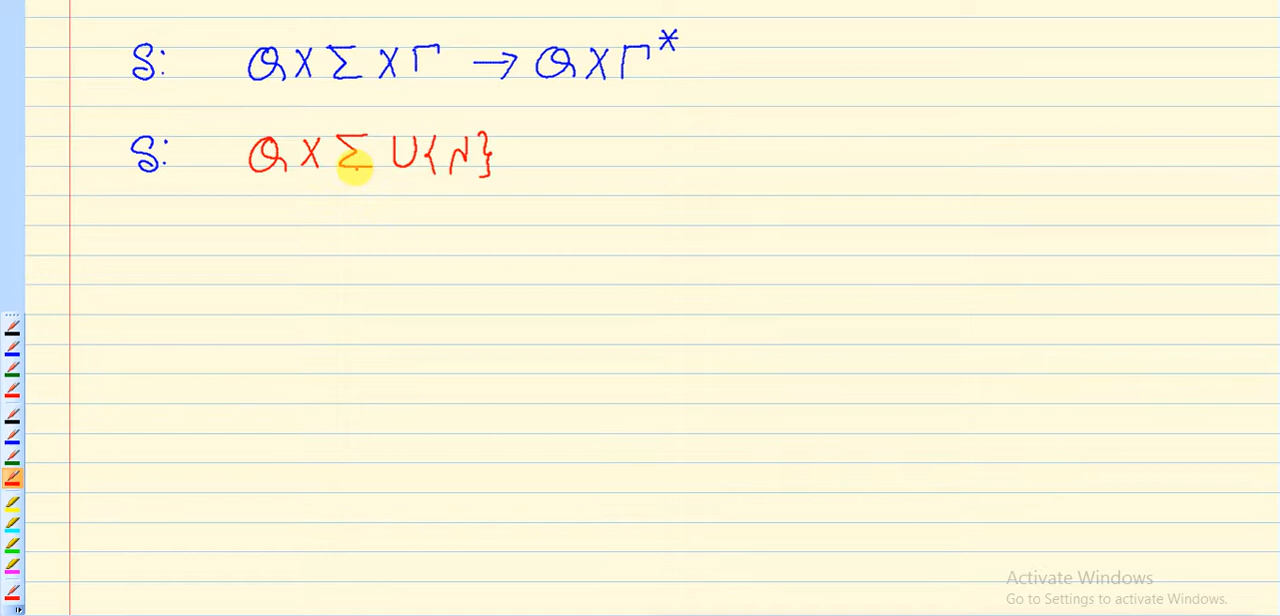 δ: Q X Σ X Γ → Q X Γ*
δ: Q X Σ U{λ}
Activate Windows
Go to Settings to activate Windows.